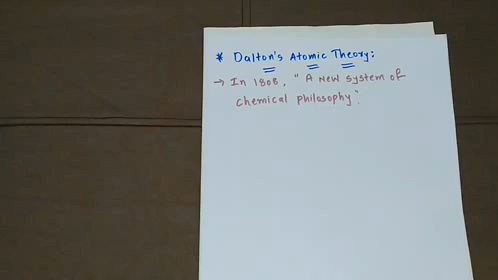 * Dalton's Atomic Theory:
→ In 1808, "A New system of
chemical philosophy".